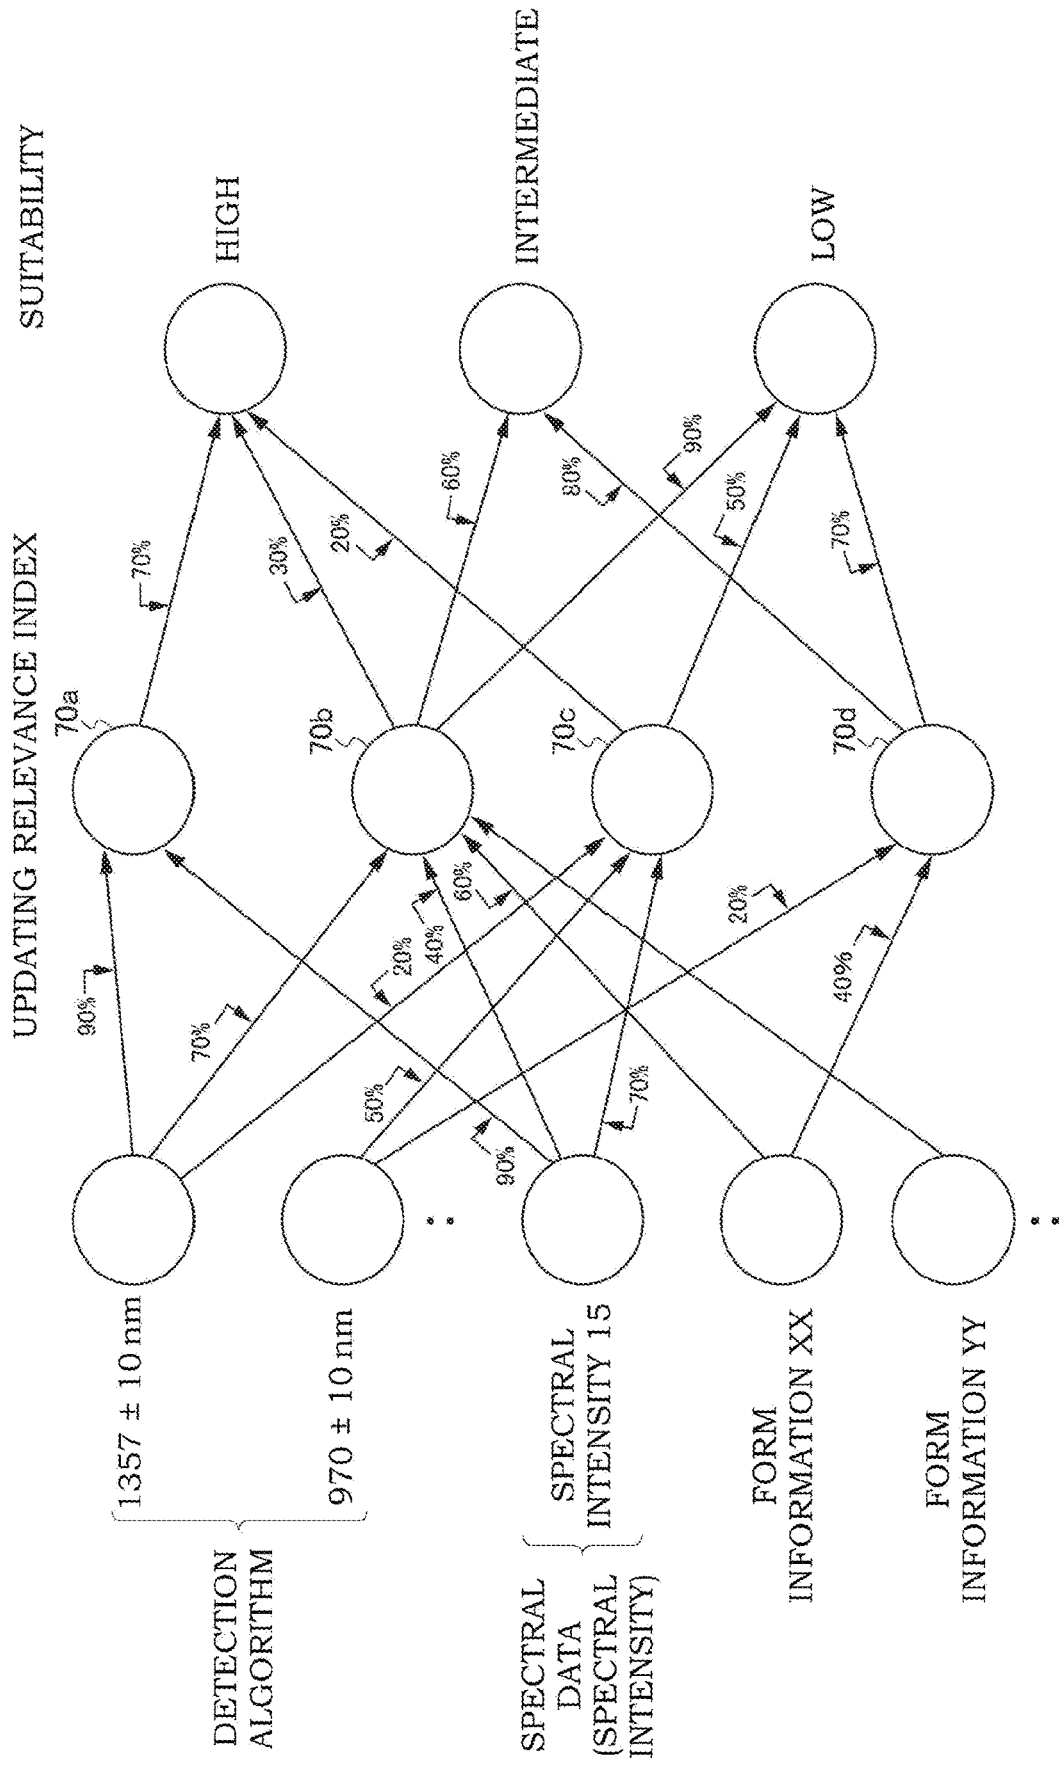 UPDATING RELEVANCE INDEX
SUITABILITY
DETECTION
ALGORITHM
1357 ± 10 nm
970 ± 10 nm
:
SPECTRAL
DATA
(SPECTRAL
INTENSITY)
SPECTRAL
INTENSITY 15
FORM
INFORMATION XX
FORM
INFORMATION YY
:
90%
70%
20%
50%
20%
90%
40%
70%
60%
40%
70a
70b
70c
70d
70%
30%
60%
90%
20%
50%
80%
70%
HIGH
INTERMEDIATE
LOW